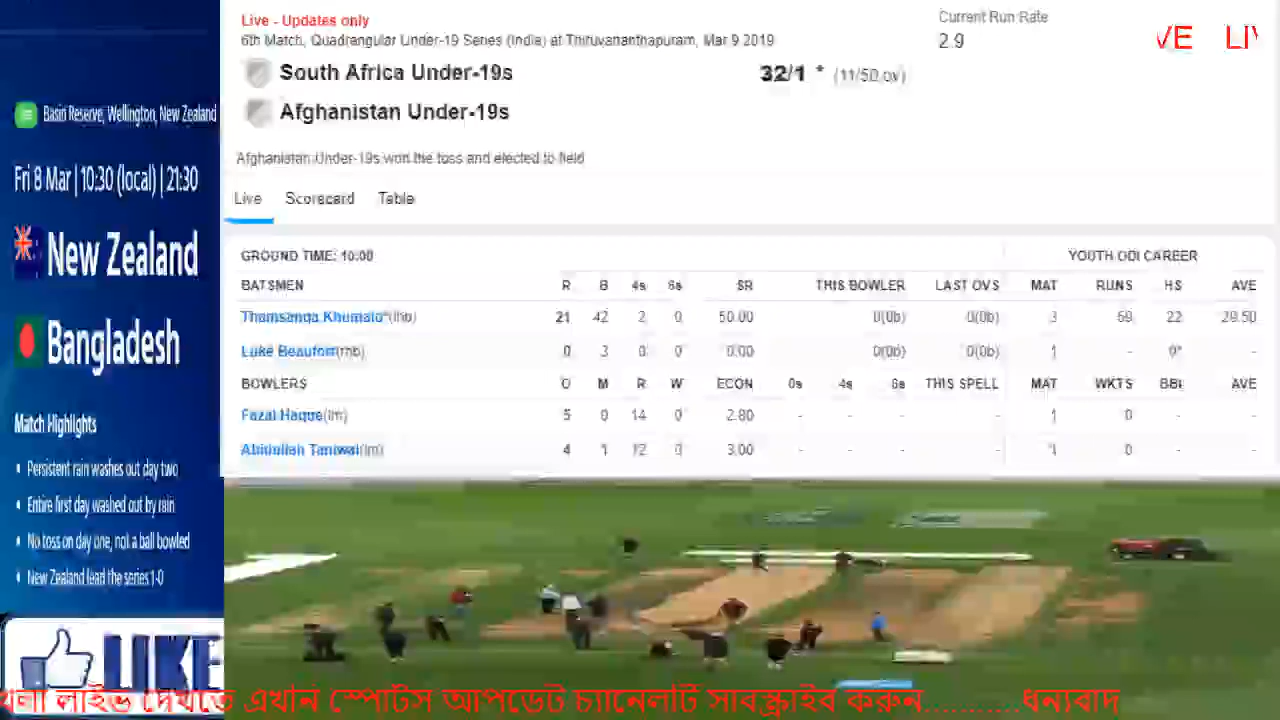 Basin Reserve, Wellington, New Zealand
Fri 8 Mar | 10:30 (local) | 21:30
New Zealand
Bangladesh
Match Highlights
Persistent rain washes out day two
Entire first day washed out by rain
No toss on day one, not a ball bowled
New Zealand lead the series 1-0
LIKE
Live - Updates only
6th Match, Quadrangular Under-19 Series (India) at Thiruvananthapuram, Mar 9 2019
South Africa Under-19s 32/1 * (11/50 ov)
Afghanistan Under-19s
Current Run Rate
2.9
VE LIV
Afghanistan Under-19s won the toss and elected to field
Live Scorecard Table
GROUND TIME: 10:00 YOUTH ODI CAREER
BATSMEN R B 4s 6s SR THIS BOWLER LAST OVS MAT RUNS HS AVE
Thamsanqa Khumalo*(lhb) 21 42 2 0 50.00 0(0b) 0(0b) 3 59 22 29.50
Luke Beaufort(rhb) 0 3 0 0 0.00 0(0b) 0(0b) 1 - 0* -
BOWLERS O M R W ECON 0s 4s 6s THIS SPELL MAT WKTS BBI AVE
Fazal Haque(lm) 5 0 14 0 2.80 - - - - 1 0 - -
Abidullah Taniwal(lm) 4 1 12 0 3.00 - - - - 1 0 - -
লাইভ দেখতে এখনি স্পোর্টস আপডেট চ্যানেলটি সাবস্ক্রাইব করুন...........ধন্যবাদ